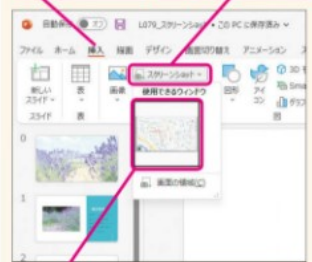 自動保存 オフ L079_スクリーンショット • この PC に保存済み
ファイル ホーム 挿入 描画 デザイン 画面切り替え アニメーション
新しい スライド 表 画像 スクリーンショット 図形 アイコン 3D モ Sma グラフ
スライド 表 使用できるウィンドウ 図
0
画面の領域(C)
1
2